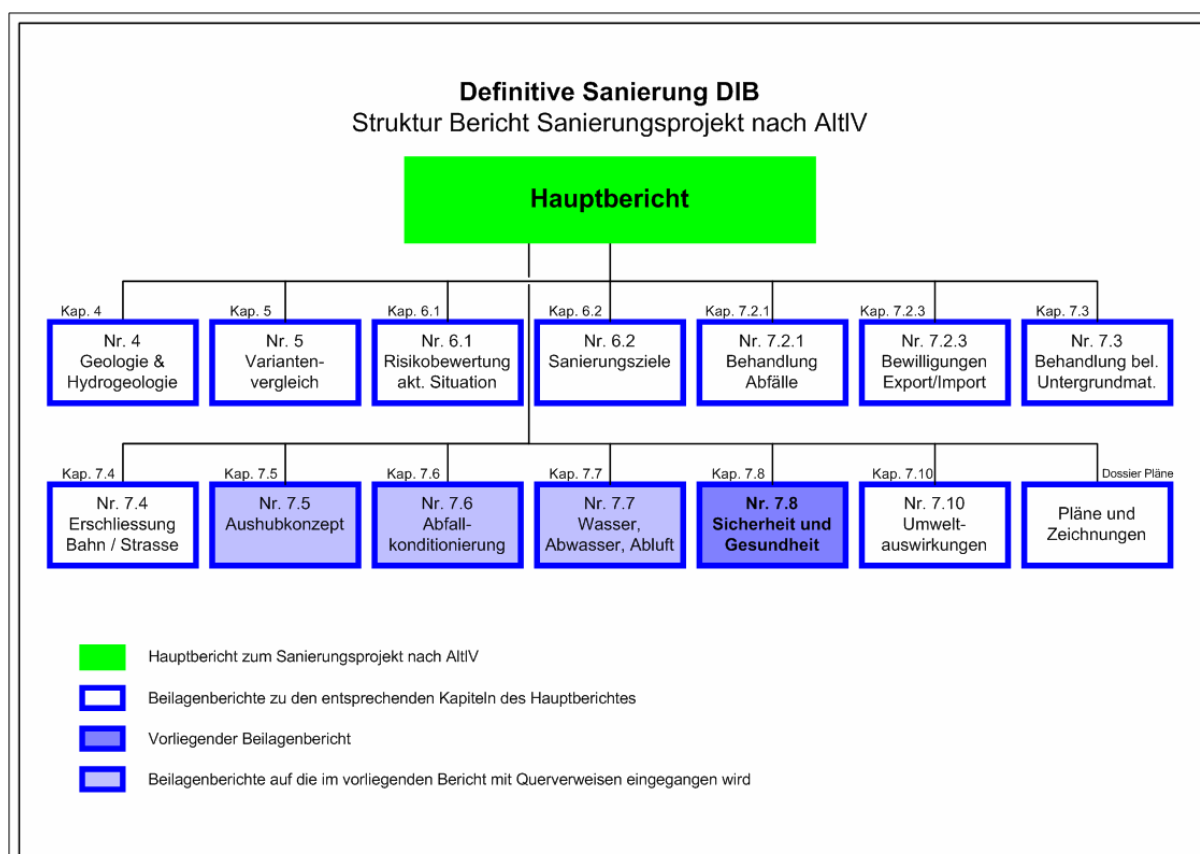 Definitive Sanierung DIB
Struktur Bericht Sanierungsprojekt nach AltlV
Hauptbericht
Kap. 4
Nr. 4
Geologie &
Hydrogeologie
Kap. 5
Nr. 5
Varianten-
vergleich
Kap. 6.1
Nr. 6.1
Risikobewertung
akt. Situation
Kap. 6.2
Nr. 6.2
Sanierungsziele
Kap. 7.2.1
Nr. 7.2.1
Behandlung
Abfälle
Kap. 7.2.3
Nr. 7.2.3
Bewilligungen
Export/Import
Kap. 7.3
Nr. 7.3
Behandlung bel.
Untergrundmat.
Kap. 7.4
Nr. 7.4
Erschliessung
Bahn / Strasse
Kap. 7.5
Nr. 7.5
Aushubkonzept
Kap. 7.6
Nr. 7.6
Abfall-
konditionierung
Kap. 7.7
Nr. 7.7
Wasser,
Abwasser, Abluft
Kap. 7.8
Nr. 7.8
Sicherheit und
Gesundheit
Kap. 7.10
Nr. 7.10
Umwelt-
auswirkungen
Dossier Pläne
Pläne und
Zeichnungen
Hauptbericht zum Sanierungsprojekt nach AltlV
Beilagenberichte zu den entsprechenden Kapiteln des Hauptberichtes
Vorliegender Beilagenbericht
Beilagenberichte auf die im vorliegenden Bericht mit Querverweisen eingegangen wird